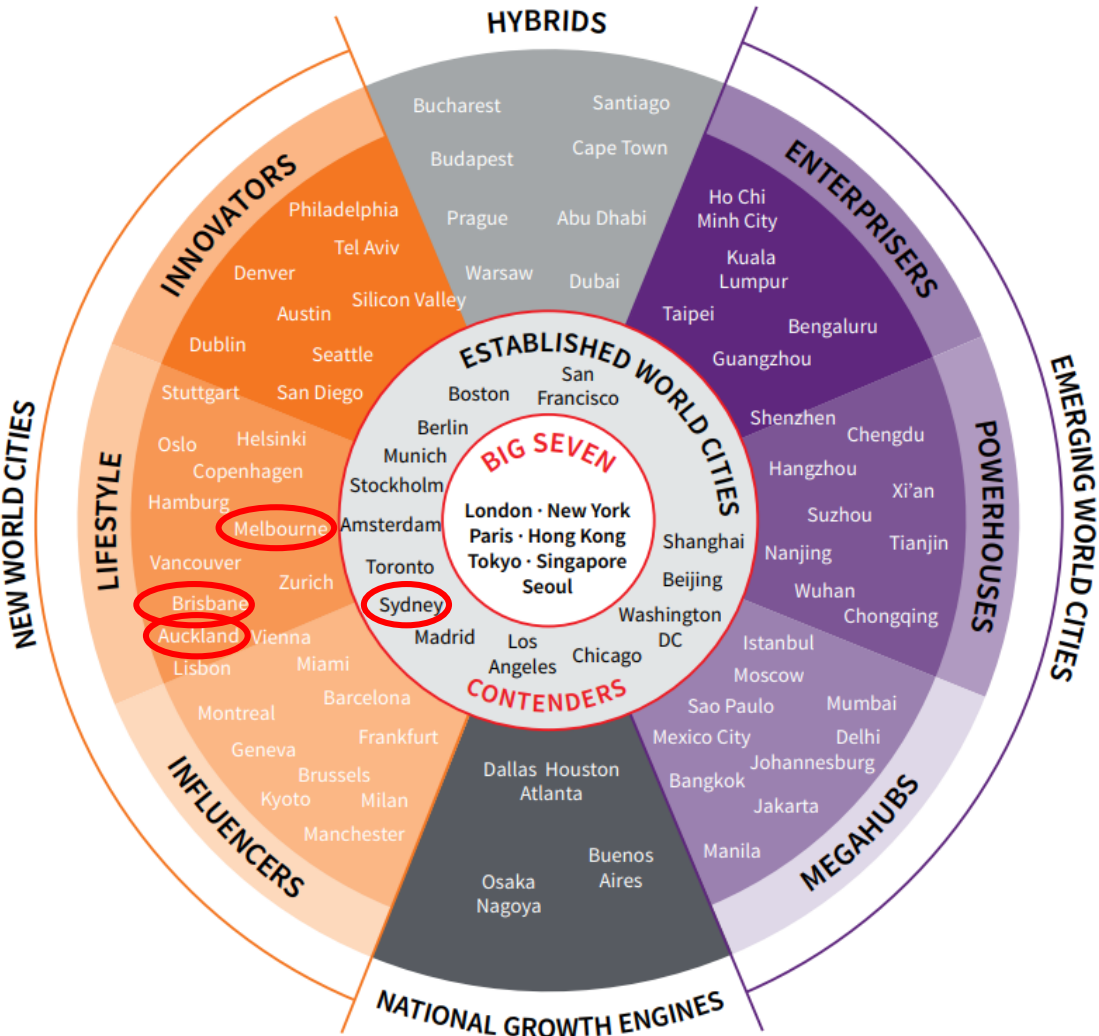 HYBRIDS
Bucharest
Santiago
Budapest
Cape Town
Prague
Abu Dhabi
Warsaw
Dubai
ENTERPRISERS
Ho Chi
Minh City
Kuala
Lumpur
Taipei
Bengaluru
Guangzhou
EMERGING WORLD CITIES
POWERHOUSES
Shenzhen
Chengdu
Hangzhou
Xi'an
Suzhou
Tianjin
Nanjing
Wuhan
Chongqing
MEGAHUBS
Istanbul
Moscow
Sao Paulo
Mumbai
Mexico City
Delhi
Johannesburg
Bangkok
Jakarta
Manila
NATIONAL GROWTH ENGINES
Dallas Houston
Atlanta
Buenos
Aires
Osaka
Nagoya
NEW WORLD CITIES
INFLUENCERS
Vienna
Miami
Barcelona
Montreal
Frankfurt
Geneva
Brussels
Kyoto
Milan
Manchester
LIFESTYLE
Stuttgart
Oslo
Helsinki
Copenhagen
Hamburg
Melbourne
Vancouver
Zurich
Brisbane
Auckland
Lisbon
INNOVATORS
Philadelphia
Tel Aviv
Denver
Silicon Valley
Austin
Dublin
Seattle
San Diego
ESTABLISHED WORLD CITIES
San
Francisco
Boston
Berlin
Munich
Stockholm
Amsterdam
Toronto
Sydney
Madrid
Los
Angeles
Chicago
Washington
DC
Beijing
Shanghai
CONTENDERS
BIG SEVEN
London · New York
Paris · Hong Kong
Tokyo · Singapore
Seoul